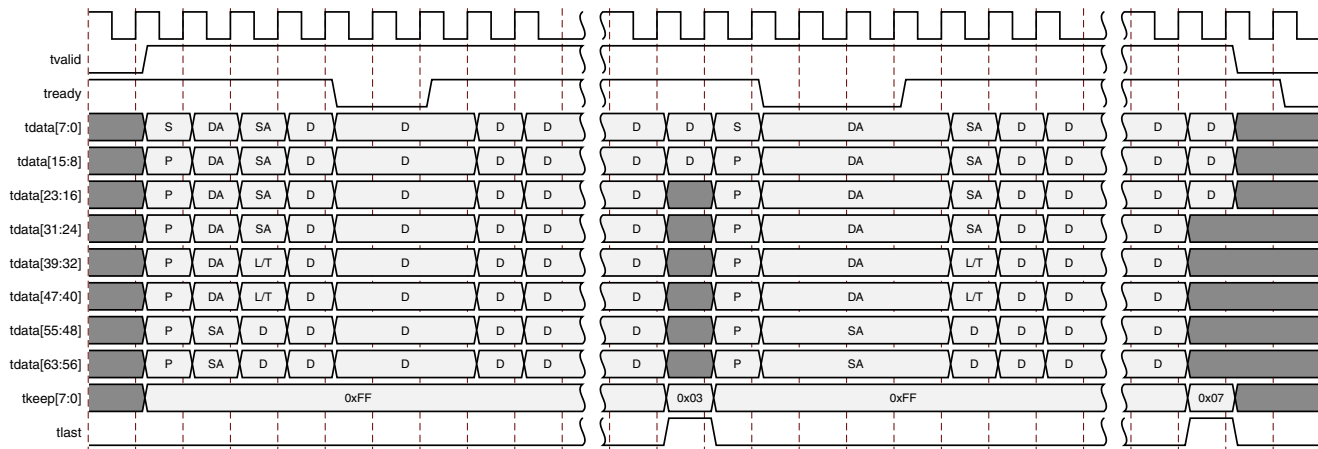 tvalid
tready
tdata[7:0] S DA SA D D D D D D S DA SA D D D D
tdata[15:8] P DA SA D D D D D D P DA SA D D D D
tdata[23:16] P DA SA D D D D D P DA SA D D D D
tdata[31:24] P DA SA D D D D D P DA SA D D D
tdata[39:32] P DA L/T D D D D D P DA L/T D D D
tdata[47:40] P DA L/T D D D D D P DA L/T D D D
tdata[55:48] P SA D D D D D D P SA D D D D
tdata[63:56] P SA D D D D D D P SA D D D D
tkeep[7:0] 0xFF 0x03 0xFF 0x07
tlast